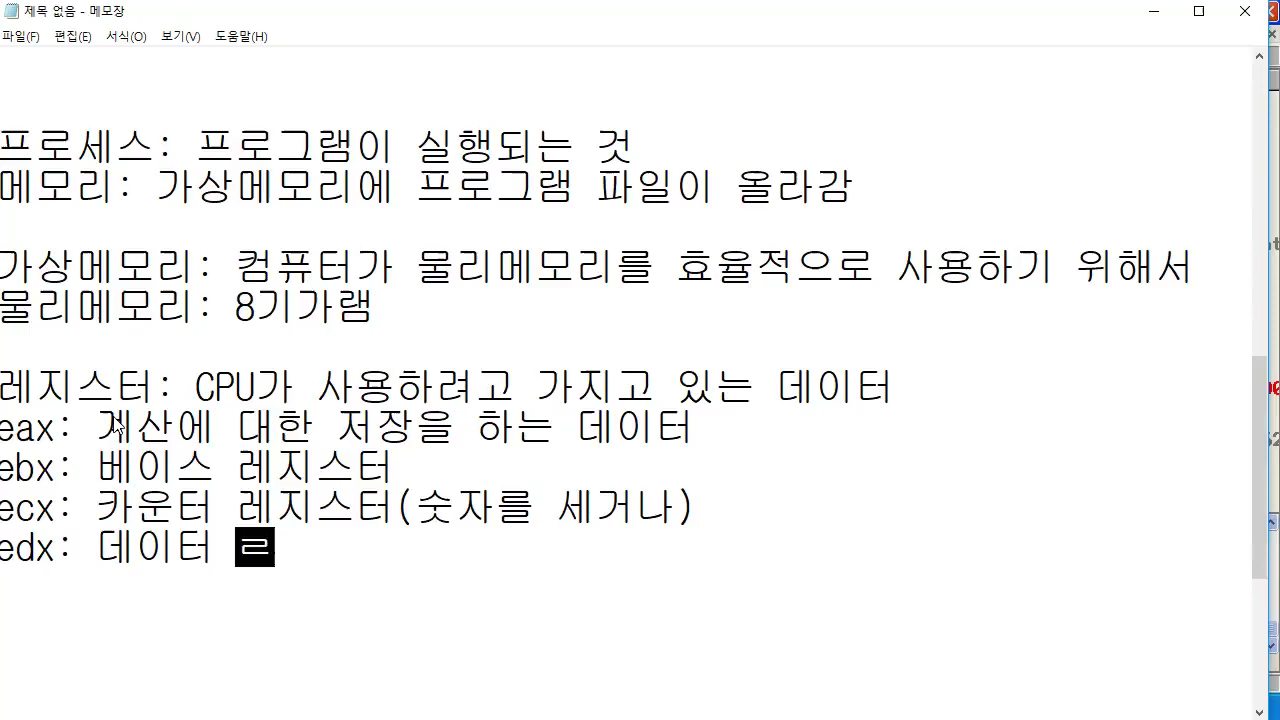 제목 없음 - 메모장
파일(F) 편집(E) 서식(O) 보기(V) 도움말(H)
프로세스: 프로그램이 실행되는 것
메모리: 가상메모리에 프로그램 파일이 올라감
가상메모리: 컴퓨터가 물리메모리를 효율적으로 사용하기 위해서
물리메모리: 8기가램
레지스터: CPU가 사용하려고 가지고 있는 데이터
eax: 계산에 대한 저장을 하는 데이터
ebx: 베이스 레지스터
ecx: 카운터 레지스터(숫자를 세거나)
edx: 데이터 ㄹ